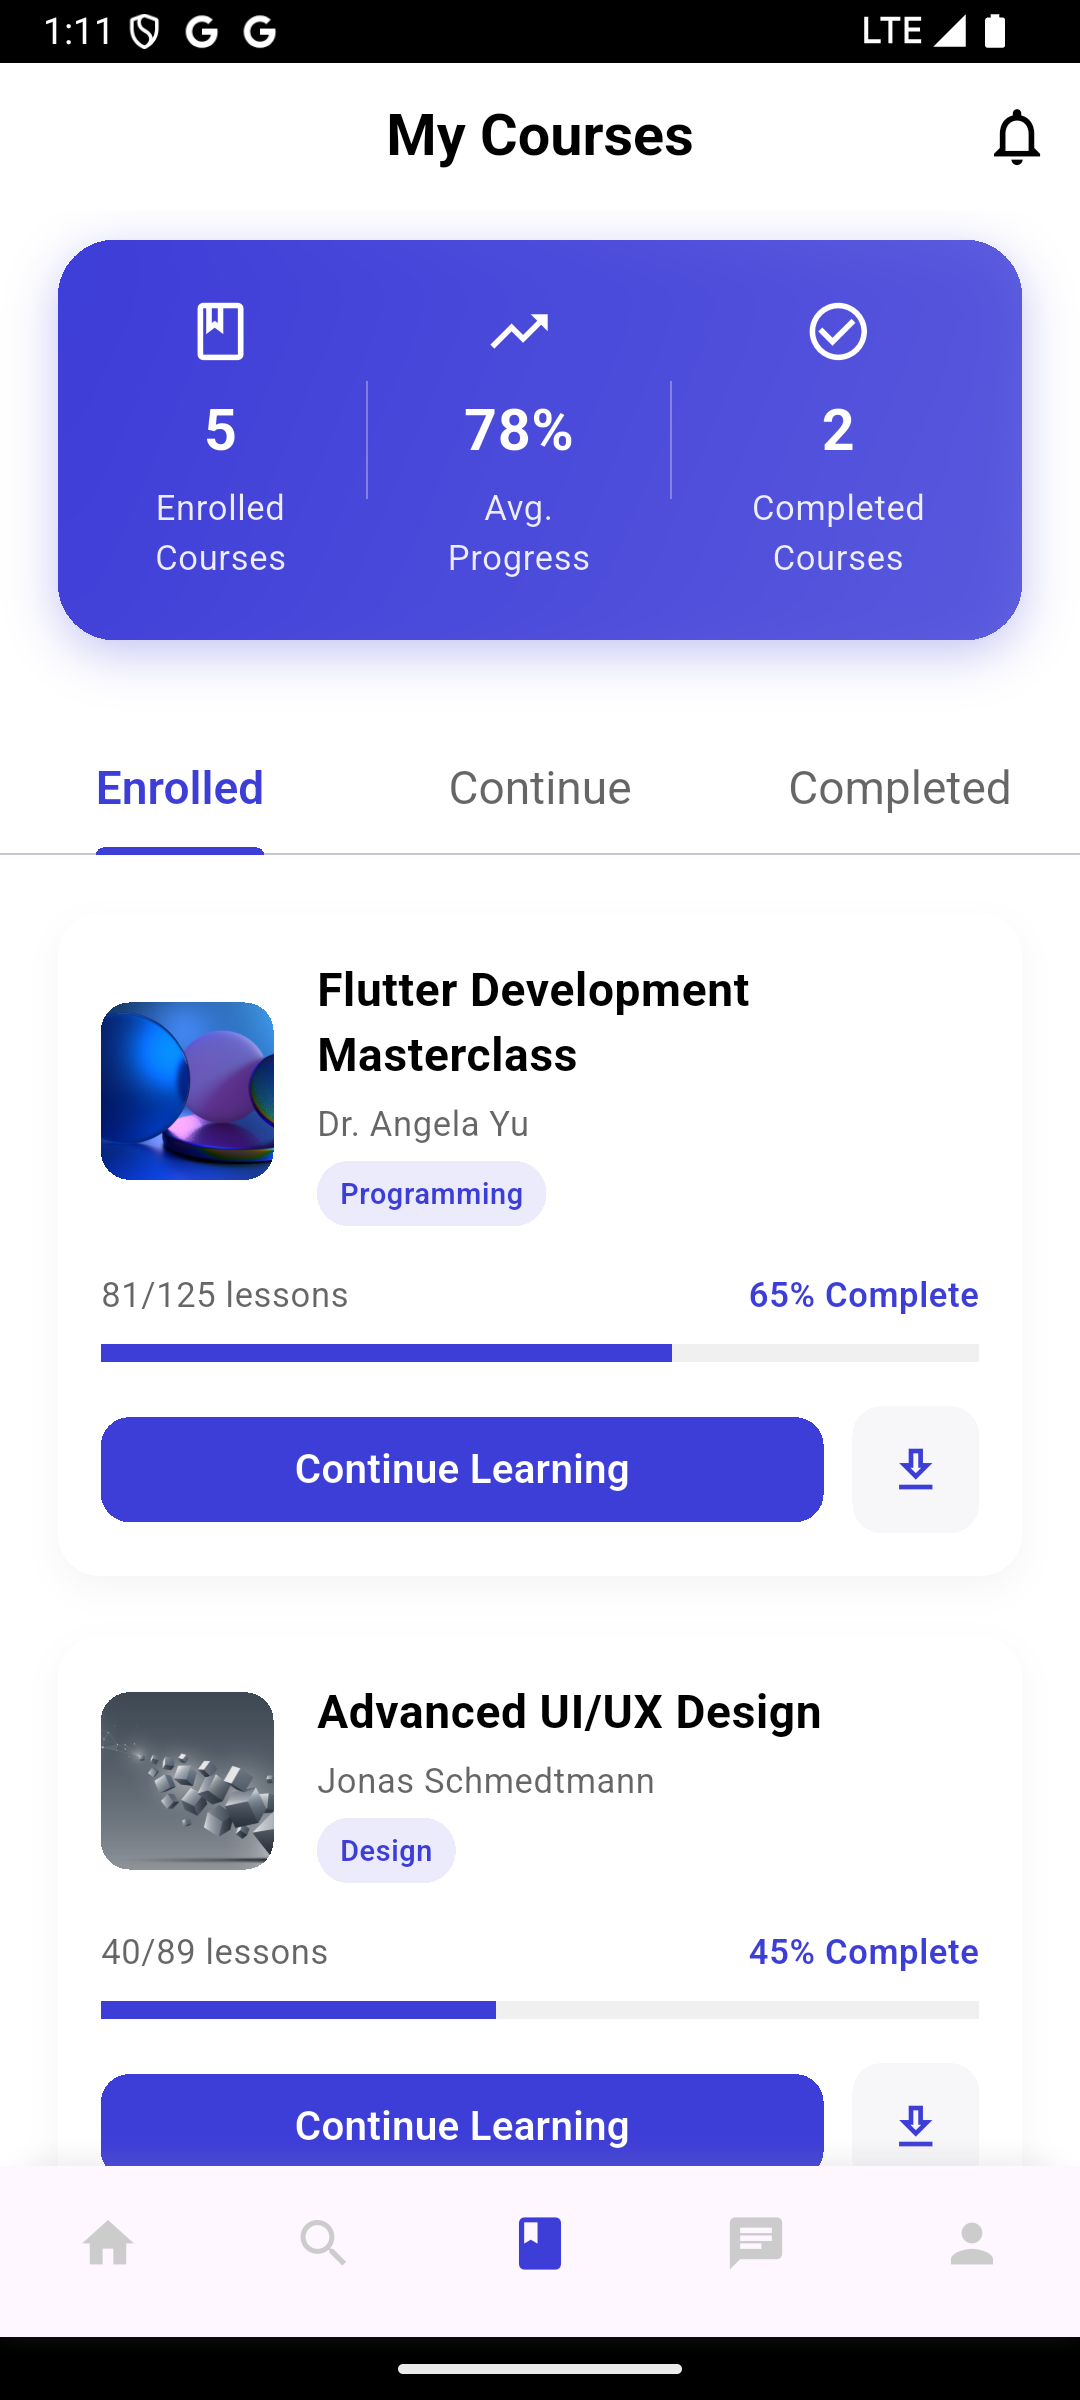 1:11
LTE
My Courses
5
78%
2
Enrolled
Courses
Avg.
Progress
Completed
Courses
Enrolled
Continue
Completed
Flutter Development
Masterclass
Dr. Angela Yu
Programming
81/125 lessons
65% Complete
Continue Learning
Advanced UI/UX Design
Jonas Schmedtmann
Design
40/89 lessons
45% Complete
Continue Learning